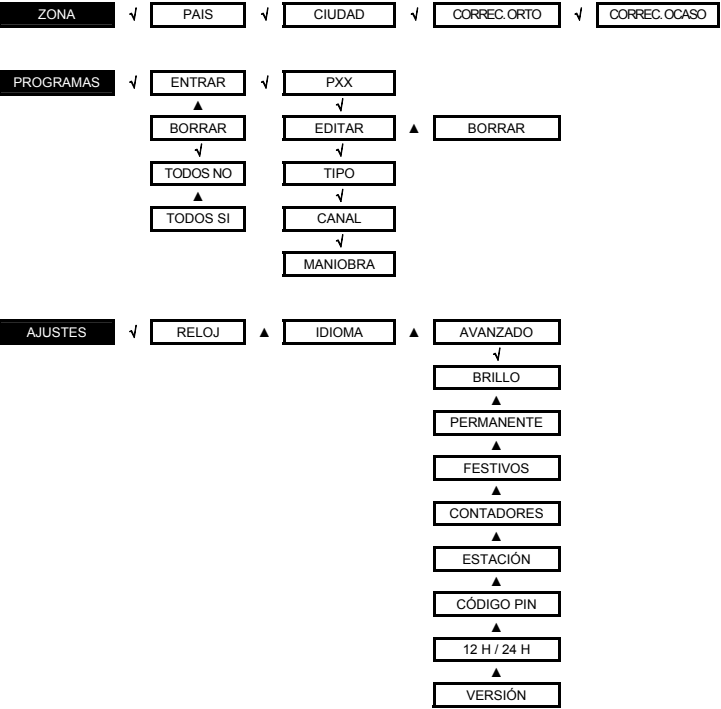 ZONA √ PAIS √ CIUDAD √ CORREC. ORTO √ CORREC. OCASO
PROGRAMAS √ ENTRAR √ PXX
▲ √
BORRAR EDITAR ▲ BORRAR
√ √
TODOS NO TIPO
▲ √
TODOS SI CANAL
√
MANIOBRA
AJUSTES √ RELOJ ▲ IDIOMA ▲ AVANZADO
√
BRILLO
▲
PERMANENTE
▲
FESTIVOS
▲
CONTADORES
▲
ESTACIÓN
▲
CÓDIGO PIN
▲
12 H / 24 H
▲
VERSIÓN